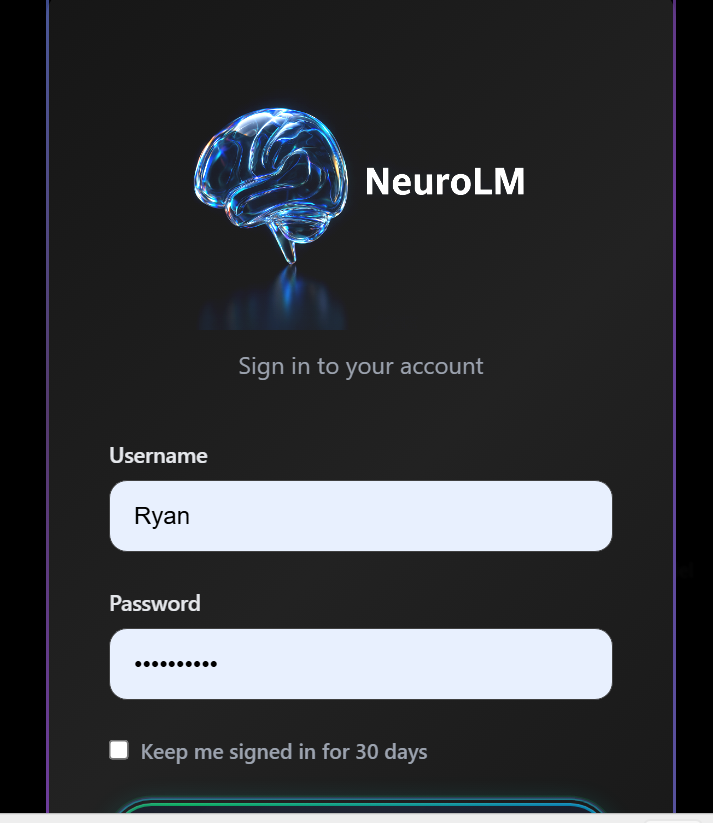 NeuroLM
Sign in to your account
Username
Ryan
Password
••••••••••
Keep me signed in for 30 days